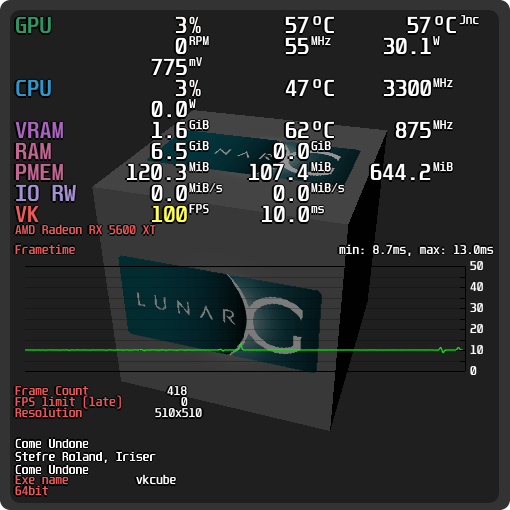 GPU 3% 57°C 57°C Jnc
0 RPM 55 MHz 30.1 W
775 mV
CPU 3% 47°C 3300 MHz
0.0 W
VRAM 1.6 GiB 62°C 875 MHz
RAM 6.5 GiB 0.0 GiB
PMEM 120.3 MiB 107.4 MiB 644.2 MiB
IO RW 0.0 MiB/s 0.0 MiB/s
VK 100 FPS 10.0 ms
AMD Radeon RX 5600 XT
Frametime min: 8.7ms, max: 13.0ms
50
40
30
20
10
0
LUNARG
LUNARG
Frame Count 418
FPS limit (late) 0
Resolution 510x510
Come Undone
Stefre Roland, Iriser
Come Undone
Exe name vkcube
64bit